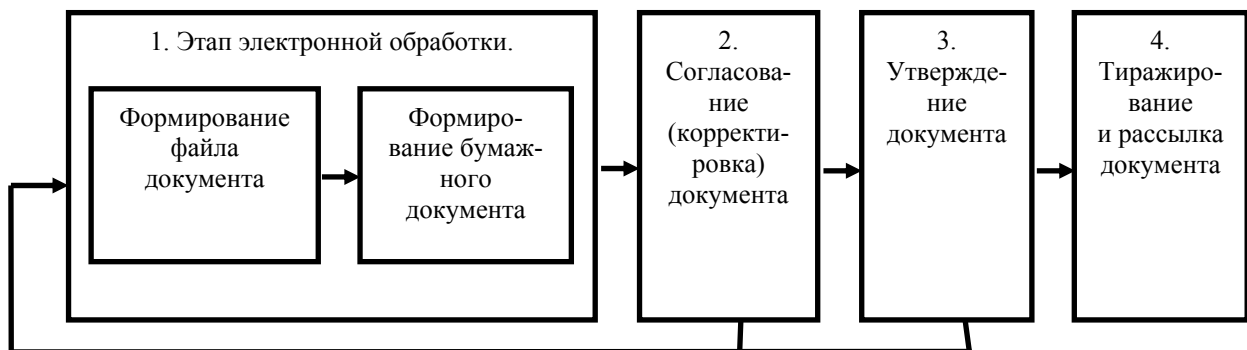 1. Этап электронной обработки.
Формирование
файла
документа
Формиро-
вание бумаж-
ного
документа
2.
Согласова-
ние
(корректи-
ровка)
документа
3.
Утвержде-
ние
документа
4.
Тиражиро-
вание
и рассылка
документа